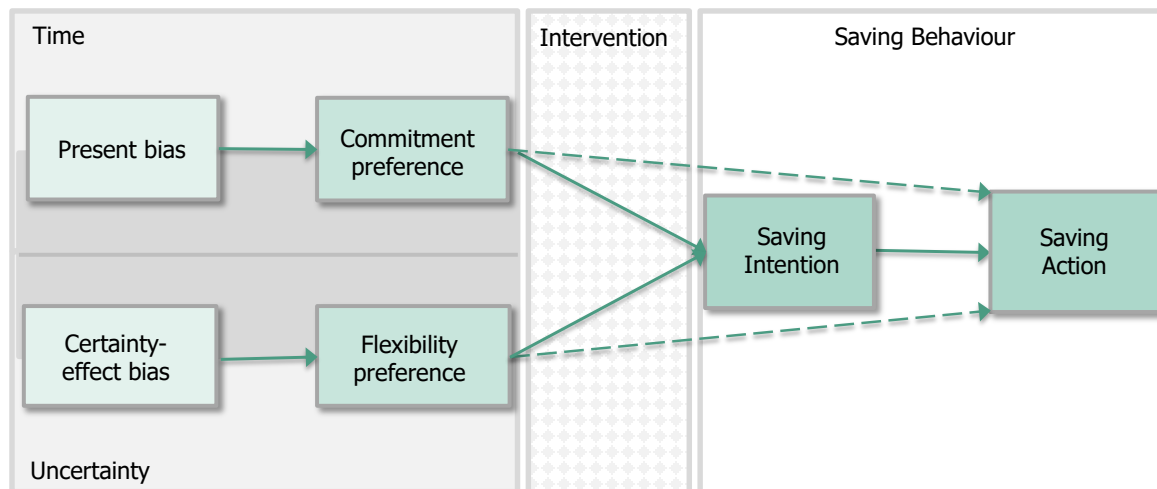 Time
Intervention
Saving Behaviour
Present bias
Commitment
preference
Saving
Intention
Saving
Action
Certainty-
effect bias
Flexibility
preference
Uncertainty